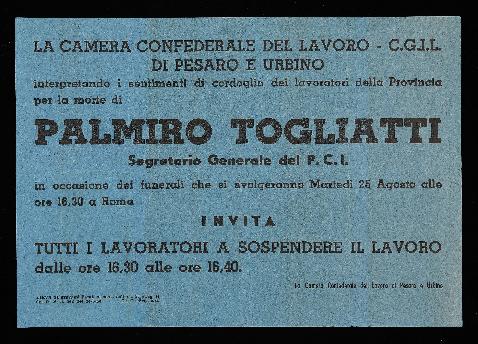 LA CAMERA CONFEDERALE DEL LAVORO - C.G.I.L.
DI PESARO E URBINO
interpretando i sentimenti di cordoglio dei lavoratori della Provincia
per la morte di
PALMIRO TOGLIATTI
Segretario Generale del P.C.I.
in occasione dei funerali che si svolgeranno Martedì 25 Agosto alle
ore 16,30 a Roma
INVITA
TUTTI I LAVORATORI A SOSPENDERE IL LAVORO
dalle ore 16,30 alle ore 16,40.
La Camera Confederale del Lavoro di Pesaro e Urbino